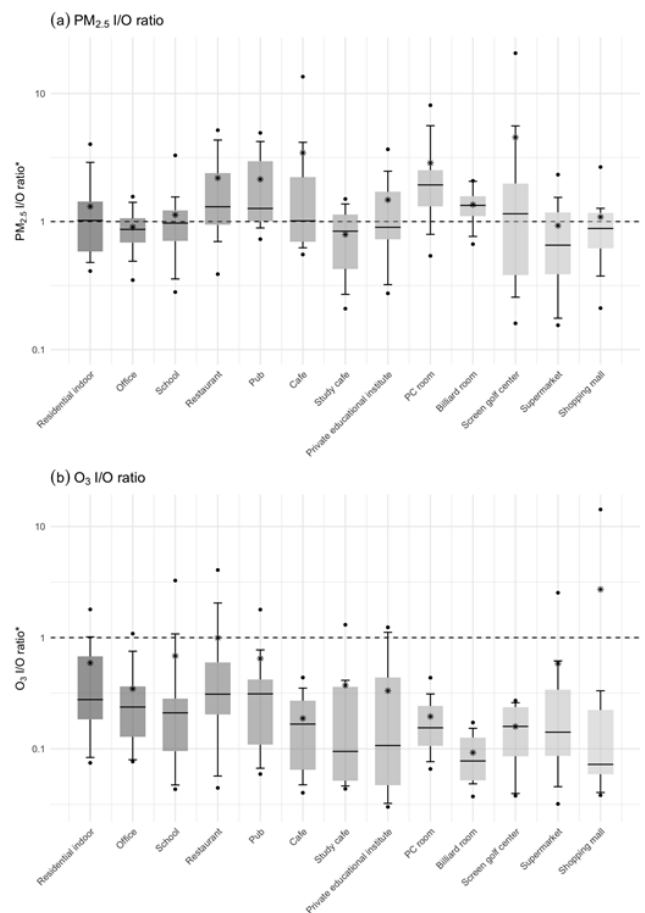 (a) PM2.5 I/O ratio
10
1
0.1
PM2.5 I/O ratio*
Residential indoor
Office
School
Restaurant
Pub
Cafe
Study cafe
Private educational institute
PC room
Billiard room
Screen golf center
Supermarket
Shopping mall
(b) O3 I/O ratio
10
1
0.1
O3 I/O ratio*
Residential indoor
Office
School
Restaurant
Pub
Cafe
Study cafe
Private educational institute
PC room
Billiard room
Screen golf center
Supermarket
Shopping mall